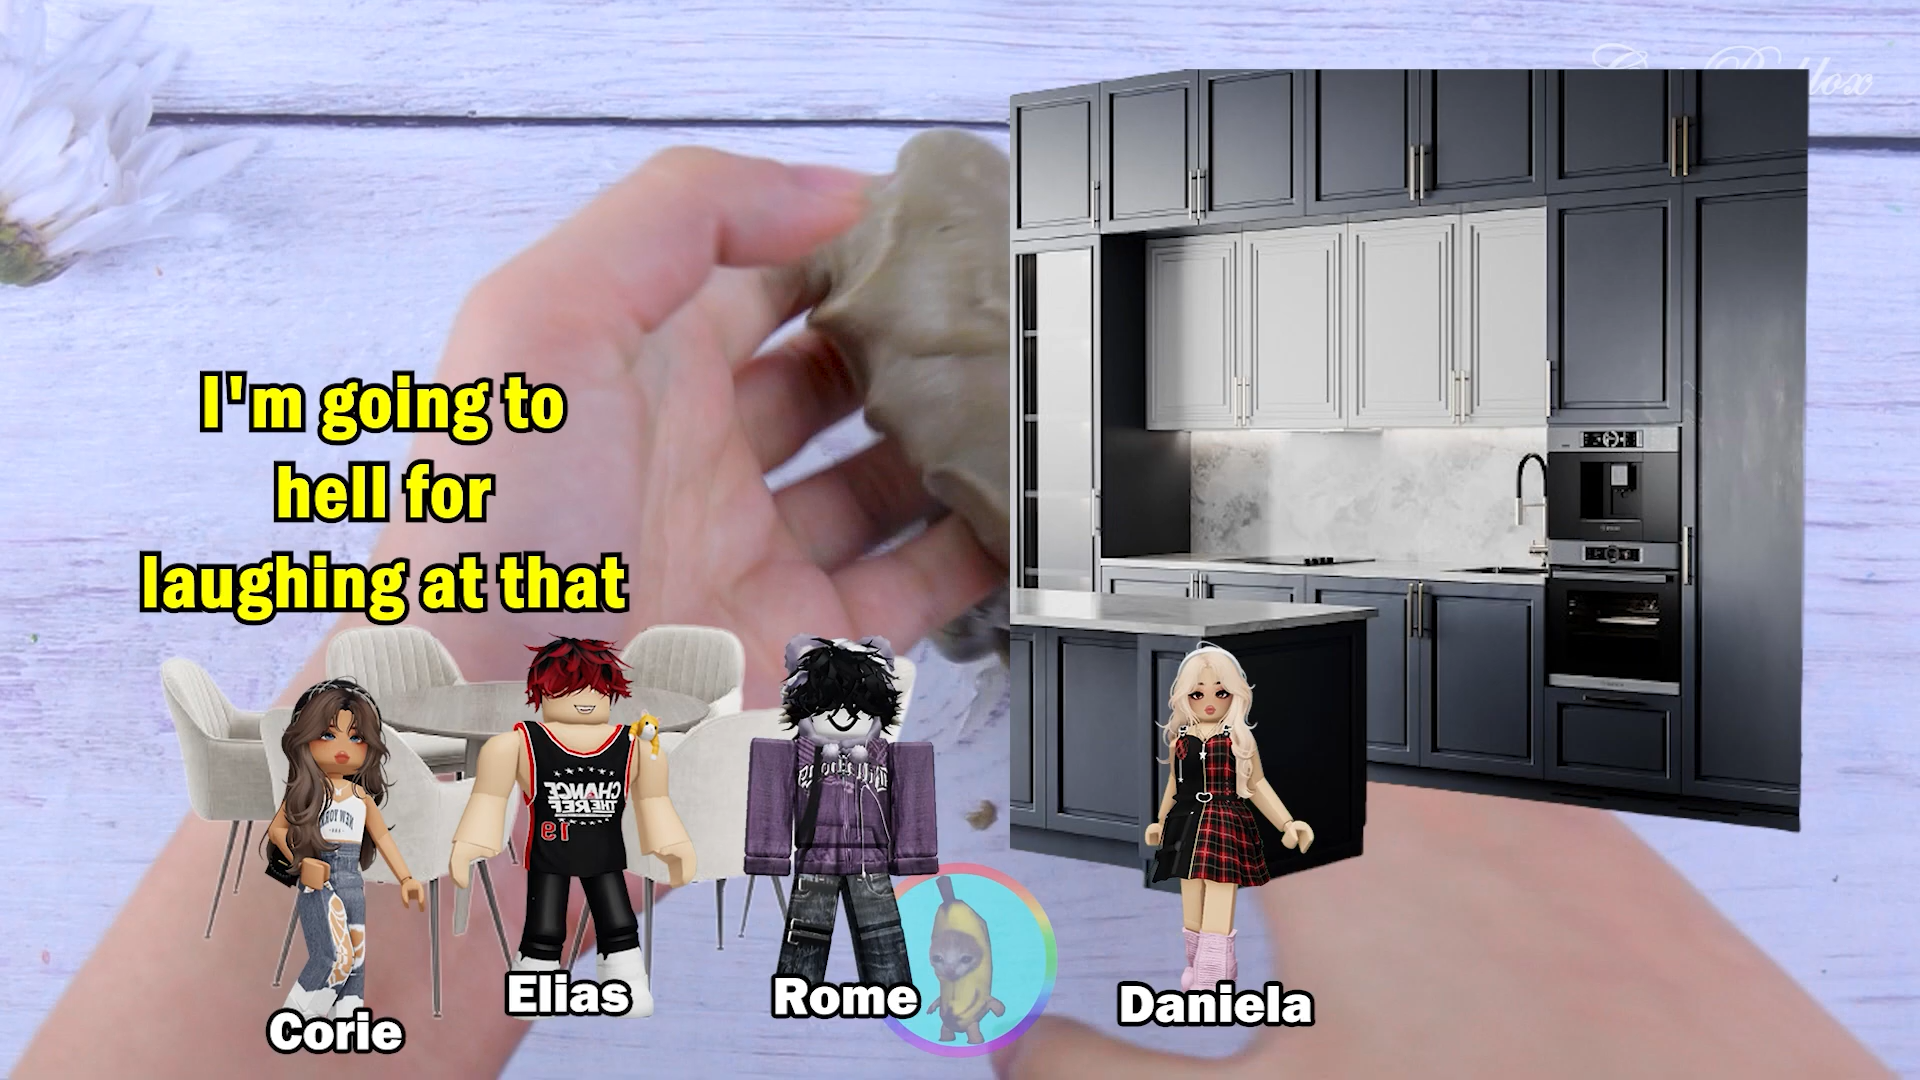 I'm going to
hell for
laughing at that
Corie
Elias
Rome
Daniela